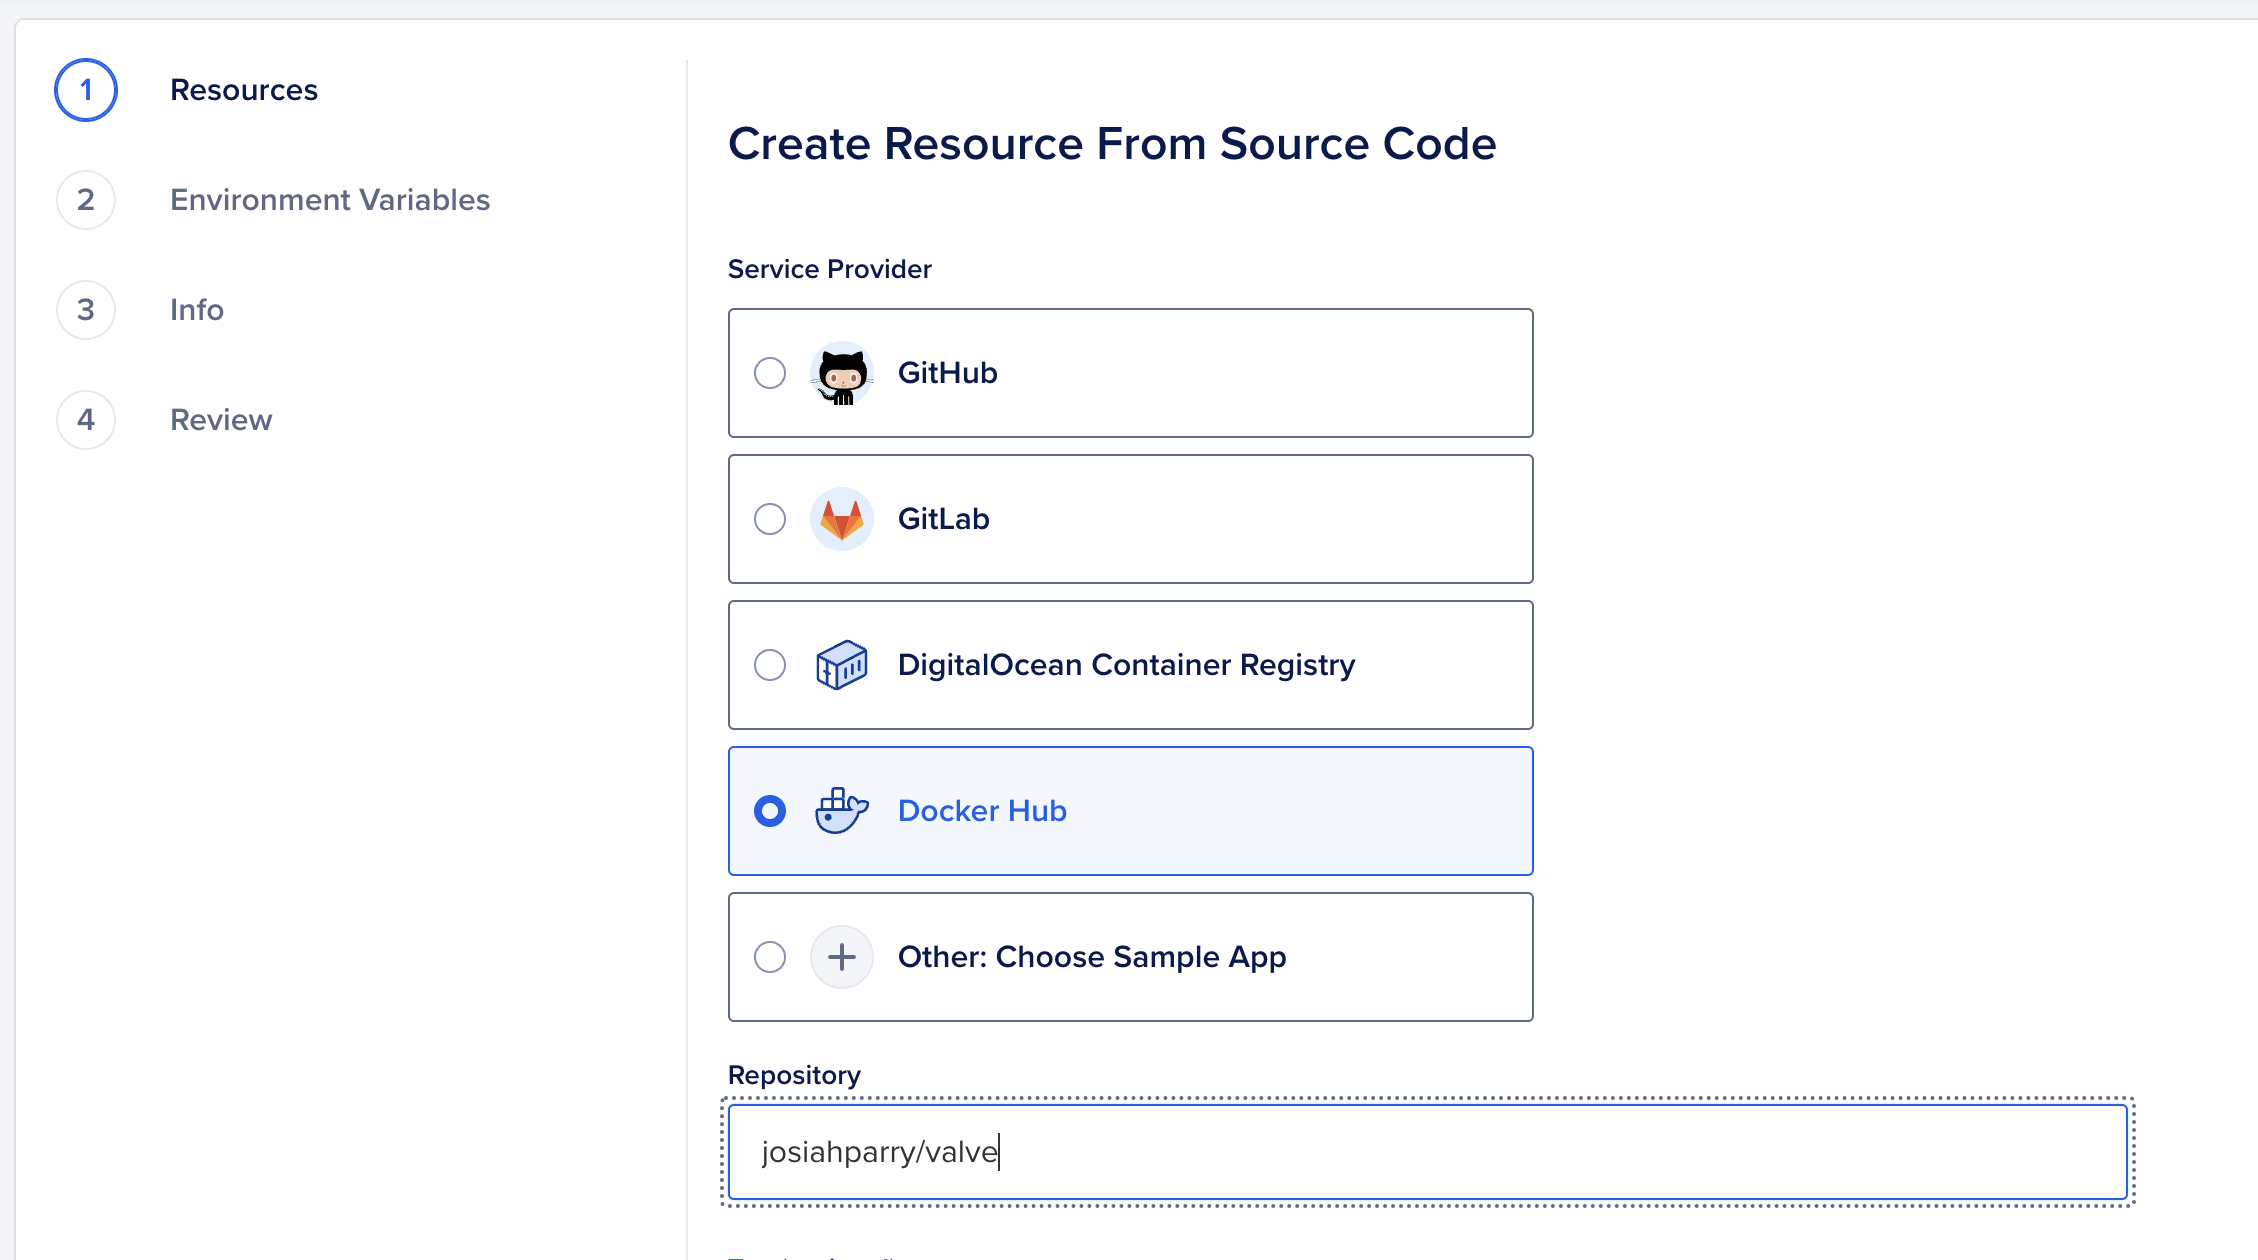 1 Resources
2 Environment Variables
3 Info
4 Review
Create Resource From Source Code
Service Provider
GitHub
GitLab
DigitalOcean Container Registry
Docker Hub
Other: Choose Sample App
Repository
josiahparry/valve